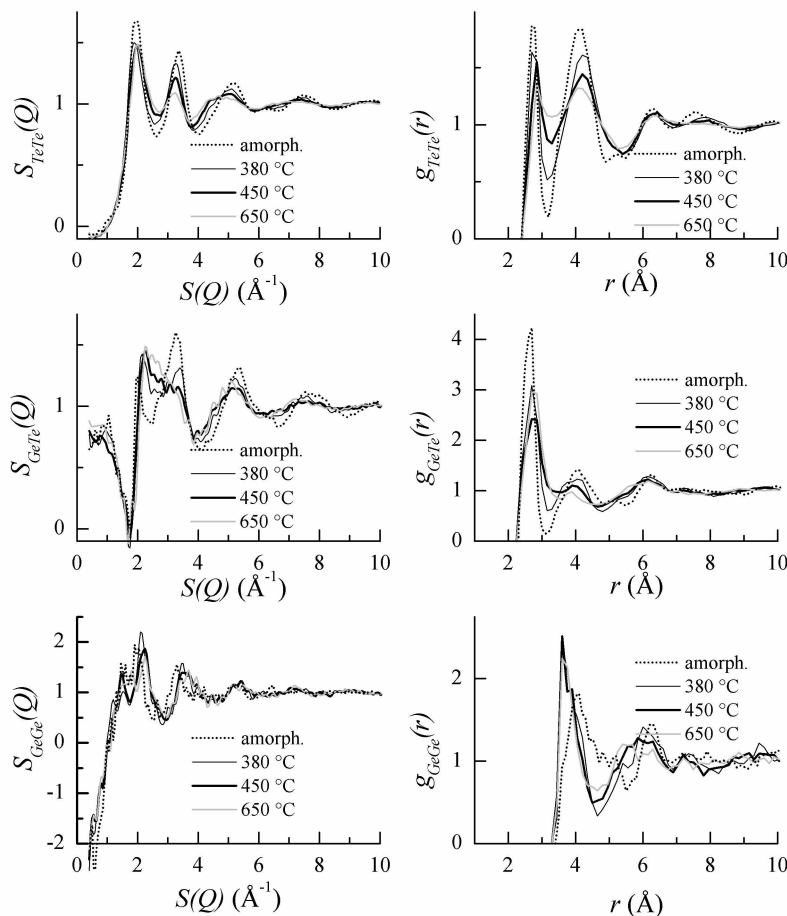 S_TeTe(Q)
1
0
amorph.
380 °C
450 °C
650 °C
0 2 4 6 8 10
S(Q) (Å⁻¹)
g_TeTe(r)
1
0
amorph.
380 °C
450 °C
650 °C
2 4 6 8 10
r (Å)
S_GeTe(Q)
1
0
amorph.
380 °C
450 °C
650 °C
0 2 4 6 8 10
S(Q) (Å⁻¹)
g_GeTe(r)
4
3
2
1
0
amorph.
380 °C
450 °C
650 °C
2 4 6 8 10
r (Å)
S_GeGe(Q)
2
1
0
-1
-2
amorph.
380 °C
450 °C
650 °C
0 2 4 6 8 10
S(Q) (Å⁻¹)
g_GeGe(r)
2
1
0
amorph.
380 °C
450 °C
650 °C
2 4 6 8 10
r (Å)